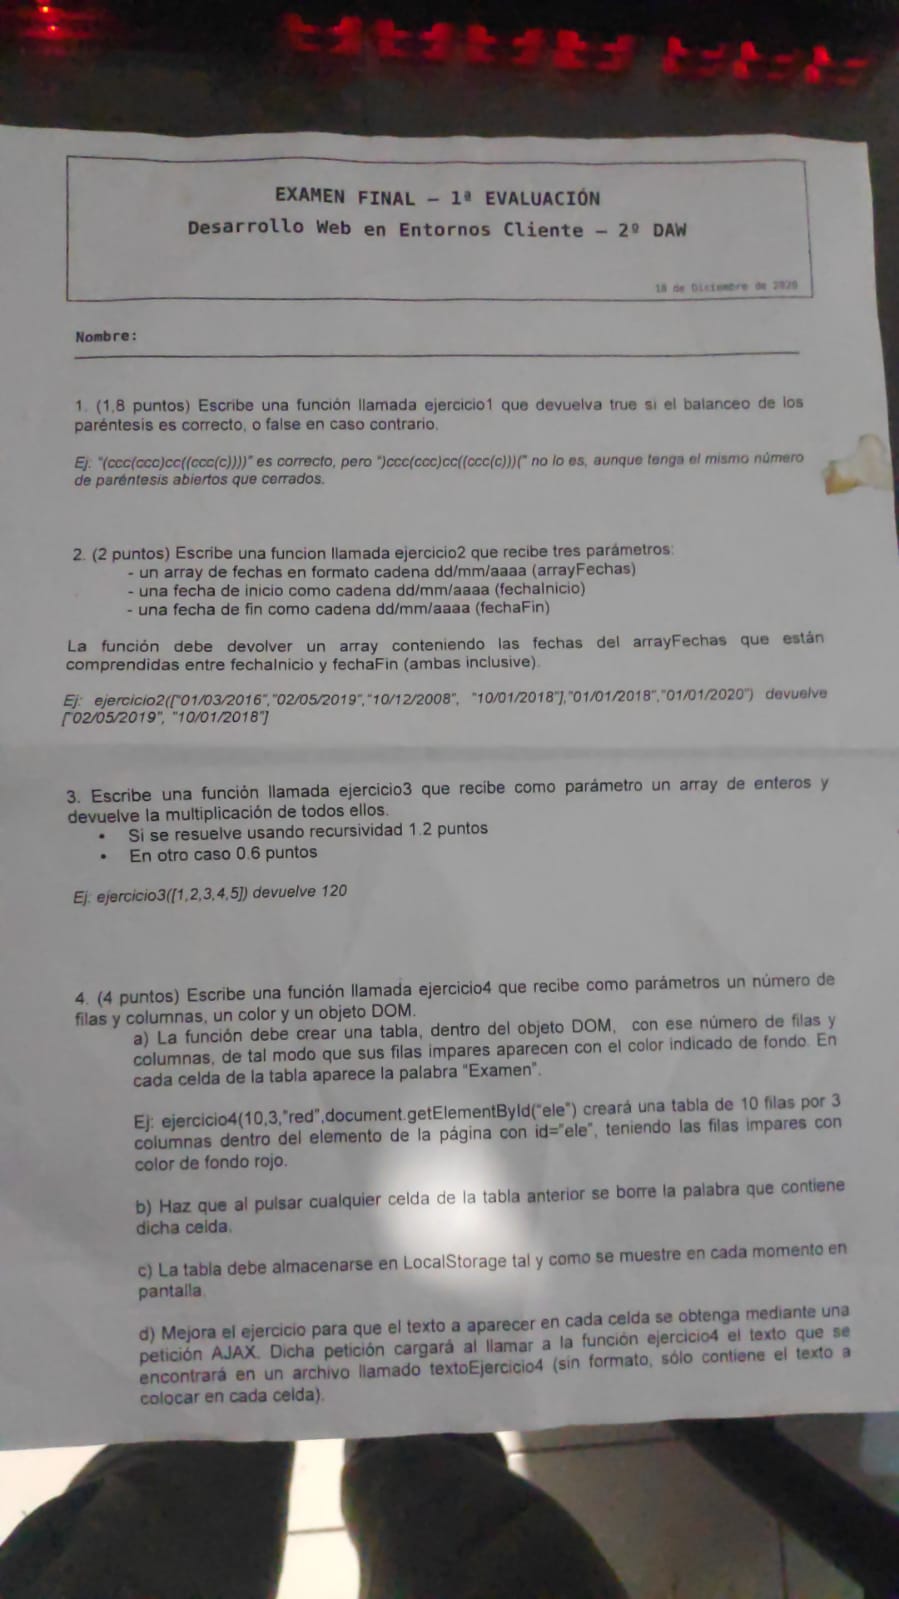 EXAMEN FINAL – 1ª EVALUACIÓN
Desarrollo Web en Entornos Cliente – 2º DAW
18 de Diciembre de 2020
Nombre:
1. (1,8 puntos) Escribe una función llamada ejercicio1 que devuelva true si el balanceo de los
paréntesis es correcto, o false en caso contrario.
Ej: "(ccc(ccc)cc((ccc(c))))" es correcto, pero ")ccc(ccc)cc((ccc(c)))(" no lo es, aunque tenga el mismo número
de paréntesis abiertos que cerrados.
2. (2 puntos) Escribe una funcion llamada ejercicio2 que recibe tres parámetros:
- un array de fechas en formato cadena dd/mm/aaaa (arrayFechas)
- una fecha de inicio como cadena dd/mm/aaaa (fechaInicio)
- una fecha de fin como cadena dd/mm/aaaa (fechaFin)
La función debe devolver un array conteniendo las fechas del arrayFechas que están
comprendidas entre fechaInicio y fechaFin (ambas inclusive).
Ej: ejercicio2(["01/03/2016","02/05/2019","10/12/2008", "10/01/2018"],"01/01/2018","01/01/2020") devuelve
["02/05/2019", "10/01/2018"]
3. Escribe una función llamada ejercicio3 que recibe como parámetro un array de enteros y
devuelve la multiplicación de todos ellos.
• Si se resuelve usando recursividad 1.2 puntos
• En otro caso 0.6 puntos
Ej: ejercicio3([1,2,3,4,5]) devuelve 120
4. (4 puntos) Escribe una función llamada ejercicio4 que recibe como parámetros un número de
filas y columnas, un color y un objeto DOM.
a) La función debe crear una tabla, dentro del objeto DOM, con ese número de filas y
columnas, de tal modo que sus filas impares aparecen con el color indicado de fondo. En
cada celda de la tabla aparece la palabra "Examen".
Ej: ejercicio4(10,3,"red",document.getElementById("ele") creará una tabla de 10 filas por 3
columnas dentro del elemento de la página con id="ele", teniendo las filas impares con
color de fondo rojo.
b) Haz que al pulsar cualquier celda de la tabla anterior se borre la palabra que contiene
dicha celda.
c) La tabla debe almacenarse en LocalStorage tal y como se muestre en cada momento en
pantalla.
d) Mejora el ejercicio para que el texto a aparecer en cada celda se obtenga mediante una
petición AJAX. Dicha petición cargará al llamar a la función ejercicio4 el texto que se
encontrará en un archivo llamado textoEjercicio4 (sin formato, sólo contiene el texto a
colocar en cada celda).